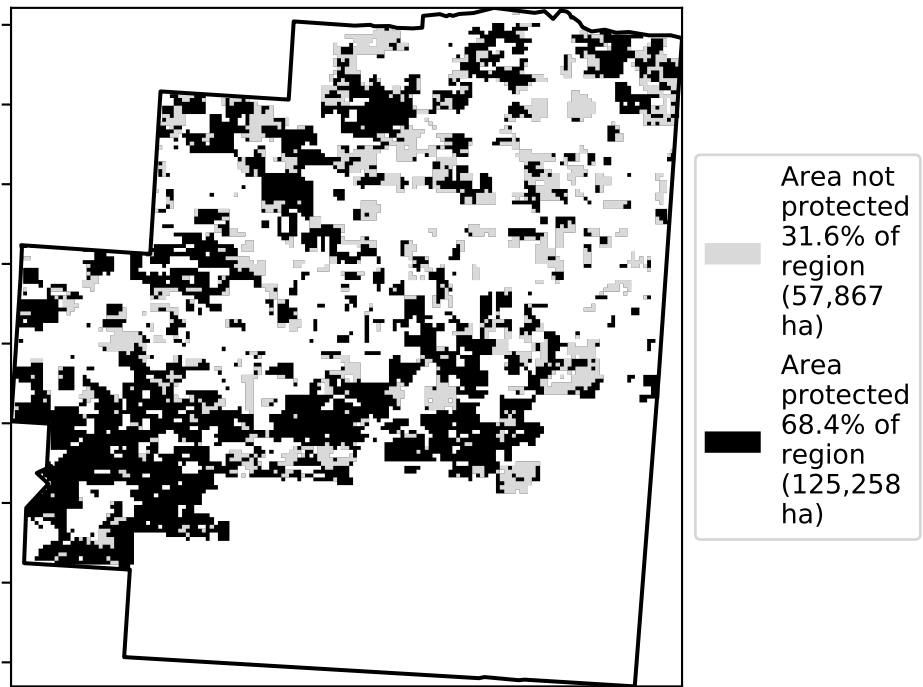 Area not
protected
31.6% of
region
(57,867
ha)
Area
protected
68.4% of
region
(125,258
ha)